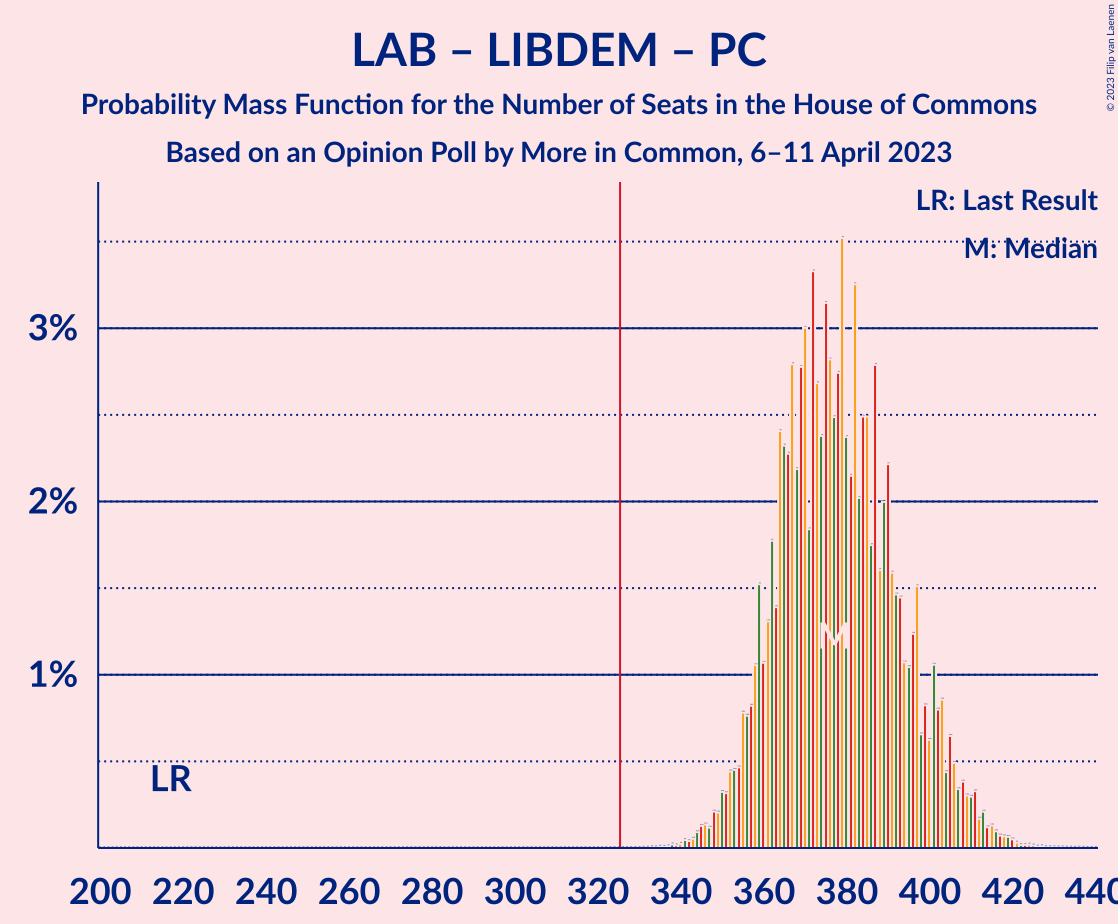 LAB – LIBDEM – PC
Probability Mass Function for the Number of Seats in the House of Commons
Based on an Opinion Poll by More in Common, 6–11 April 2023
© 2023 Filip van Laenen
LR: Last Result
M: Median
3%
2%
1%
M
LR
200 220 240 260 280 300 320 340 360 380 400 420 440